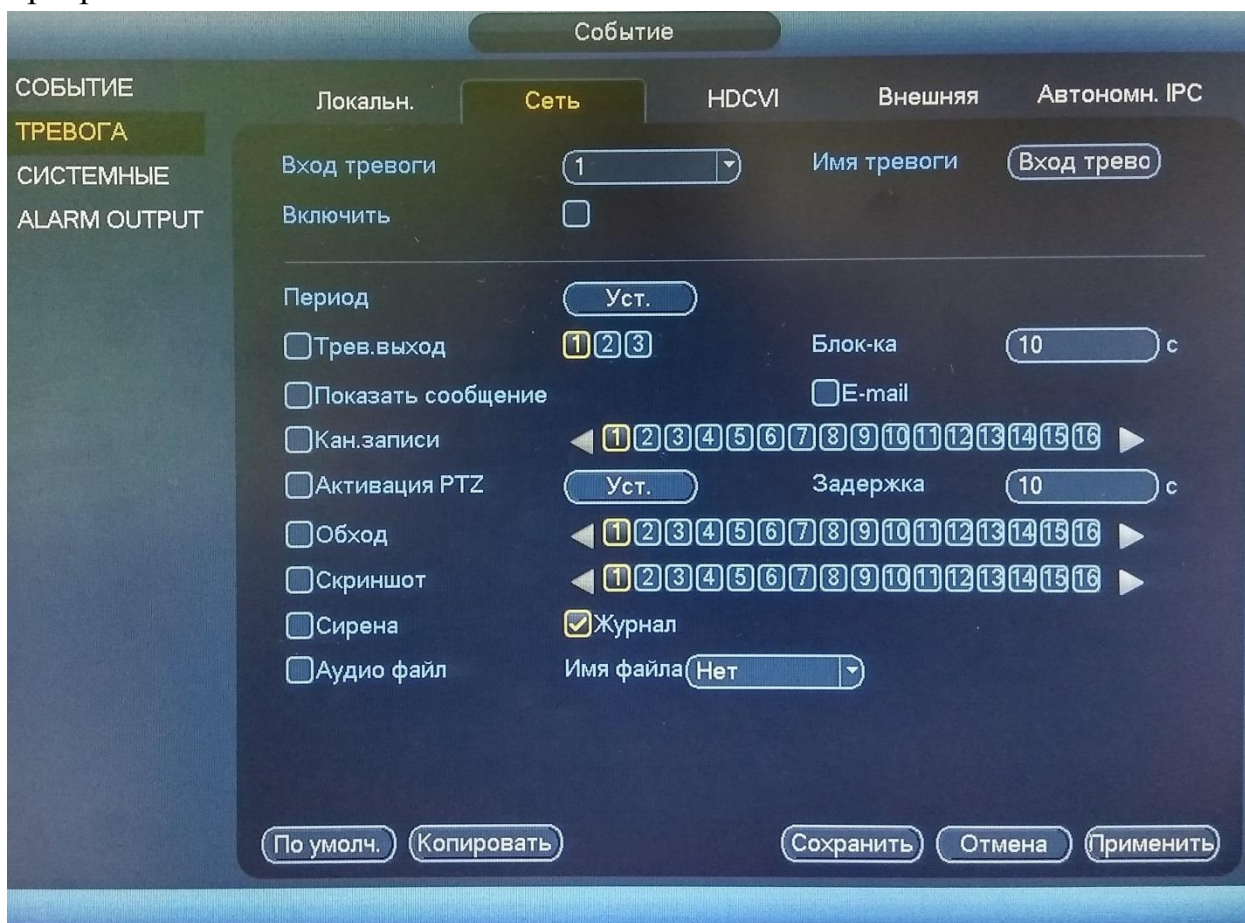 Событие
СОБЫТИЕ
ТРЕВОГА
СИСТЕМНЫЕ
ALARM OUTPUT
Локальн. Сеть HDCVI Внешняя Автономн. IPC
Вход тревоги 1 Имя тревоги Вход трево
Включить
Период Уст.
Трев.выход 1 2 3 Блок-ка 10 с
Показать сообщение E-mail
Кан.записи 1 2 3 4 5 6 7 8 9 10 11 12 13 14 15 16
Активация PTZ Уст. Задержка 10 с
Обход 1 2 3 4 5 6 7 8 9 10 11 12 13 14 15 16
Скриншот 1 2 3 4 5 6 7 8 9 10 11 12 13 14 15 16
Сирена Журнал
Аудио файл Имя файла Нет
По умолч. Копировать Сохранить Отмена Применить